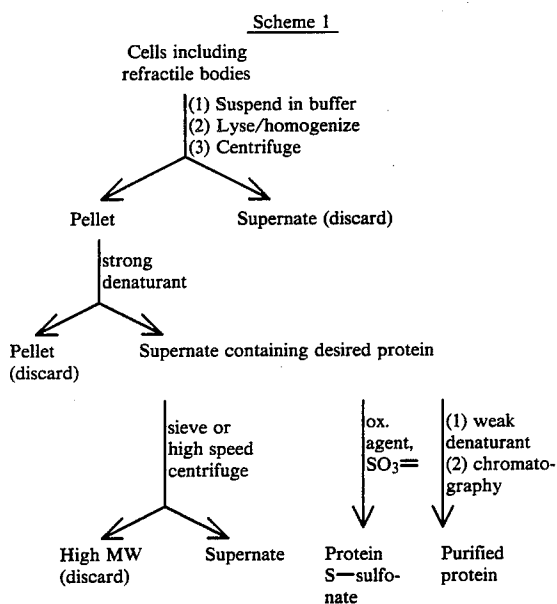 Scheme 1
Cells including
refractile bodies
(1) Suspend in buffer
(2) Lyse/homogenize
(3) Centrifuge
Pellet
Supernate (discard)
strong
denaturant
Pellet
(discard)
Supernate containing desired protein
sieve or
high speed
centrifuge
ox.
agent,
SO3=
(1) weak
denaturant
(2) chromato-
graphy
High MW
(discard)
Supernate
Protein
S—sulfo-
nate
Purified
protein